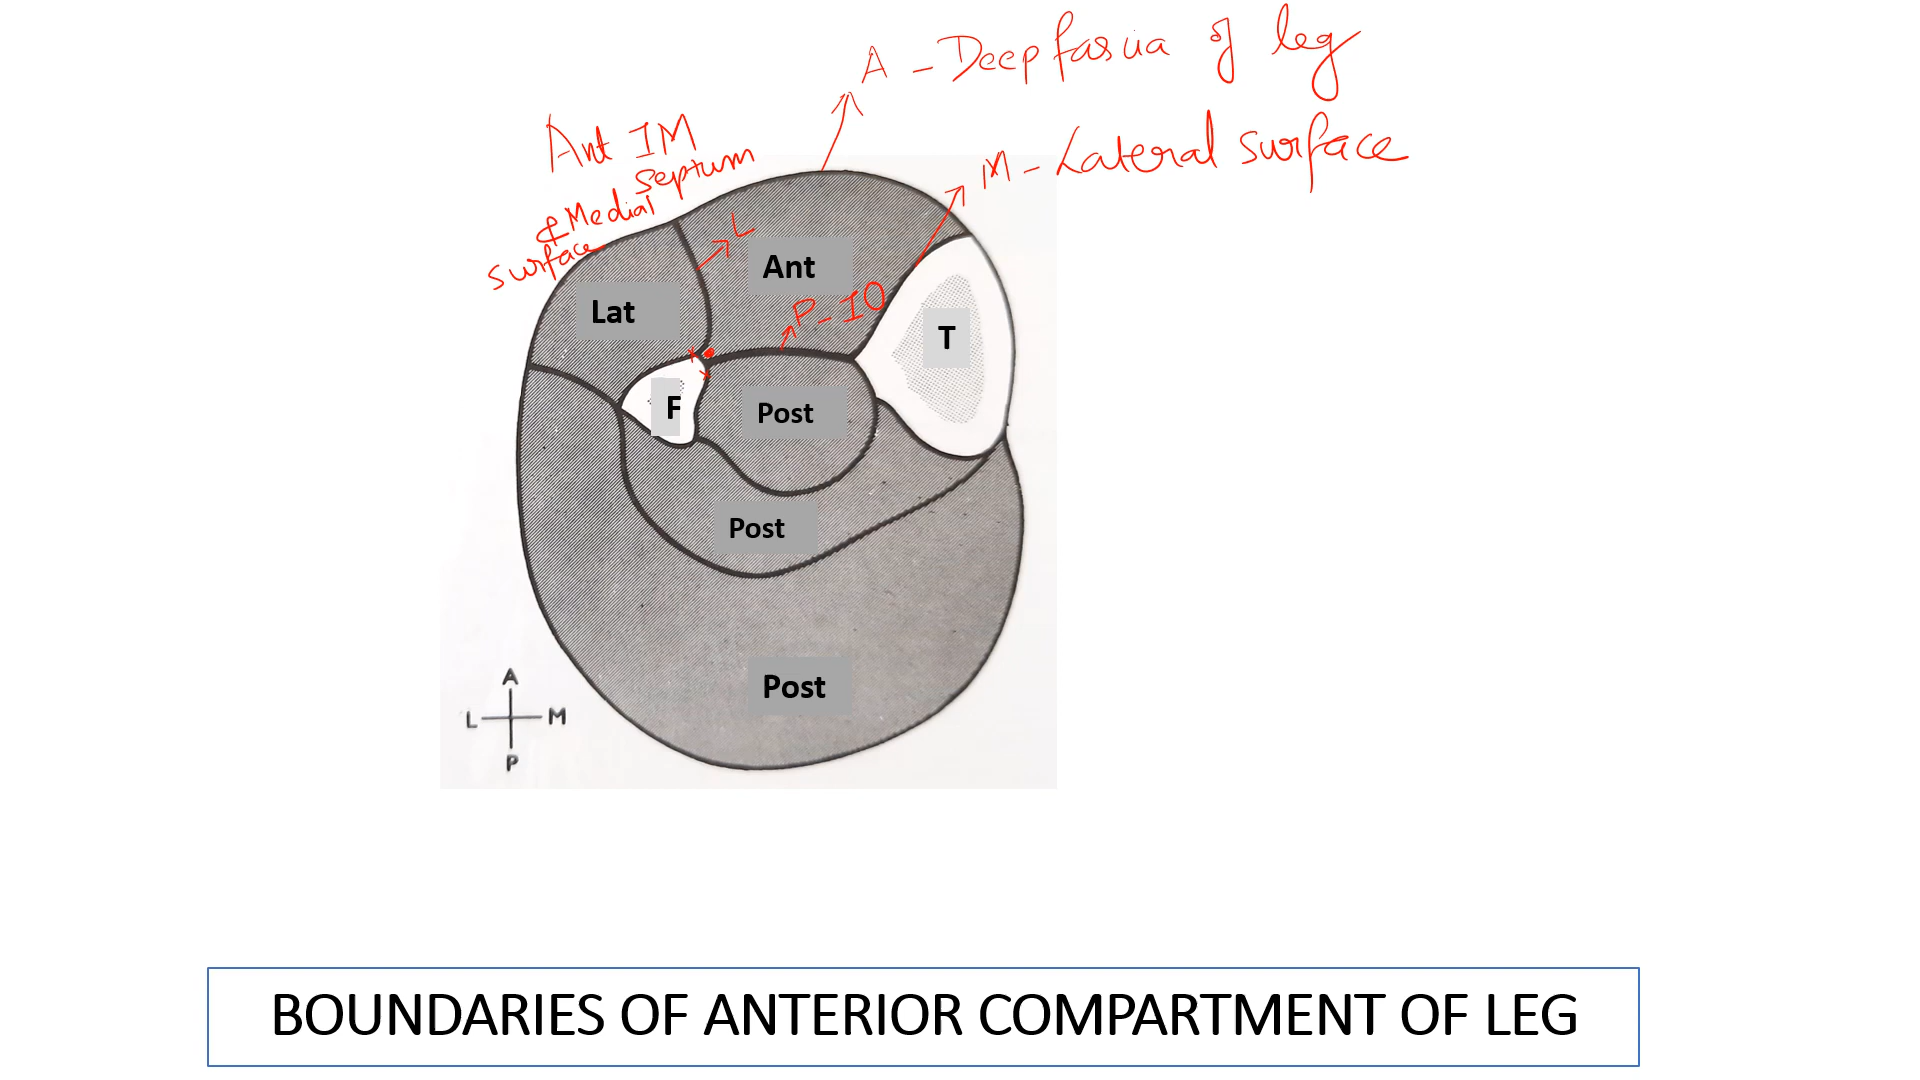 A - Deep fascia of leg
Ant IM
septum
& Medial
surface
M - Lateral surface
L
Ant
Lat
P - IO
T
F
Post
Post
Post
A
L M
P
BOUNDARIES OF ANTERIOR COMPARTMENT OF LEG